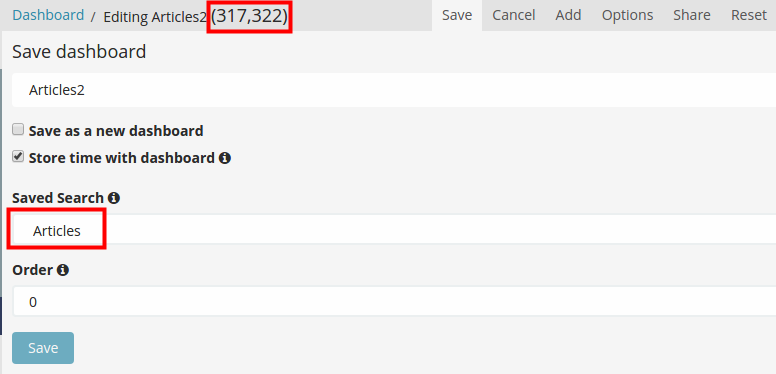 Dashboard / Editing Articles2 (317,322) Save Cancel Add Options Share Reset
Save dashboard
Articles2
Save as a new dashboard
Store time with dashboard
Saved Search
Articles
Order
0
Save